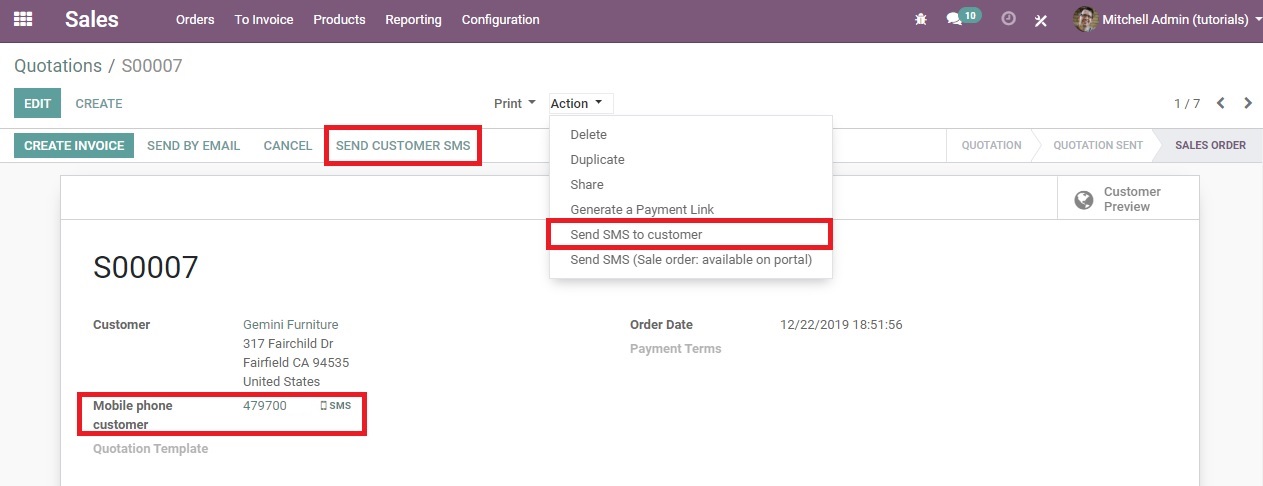 Sales
Orders
To Invoice
Products
Reporting
Configuration
10
Mitchell Admin (tutorials)
Quotations / S00007
EDIT
CREATE
Print
Action
1 / 7
CREATE INVOICE
SEND BY EMAIL
CANCEL
SEND CUSTOMER SMS
QUOTATION
QUOTATION SENT
SALES ORDER
Delete
Duplicate
Share
Generate a Payment Link
Send SMS to customer
Send SMS (Sale order: available on portal)
Customer
Preview
S00007
Customer
Gemini Furniture
317 Fairchild Dr
Fairfield CA 94535
United States
Order Date
12/22/2019 18:51:56
Payment Terms
Mobile phone
customer
479700
SMS
Quotation Template